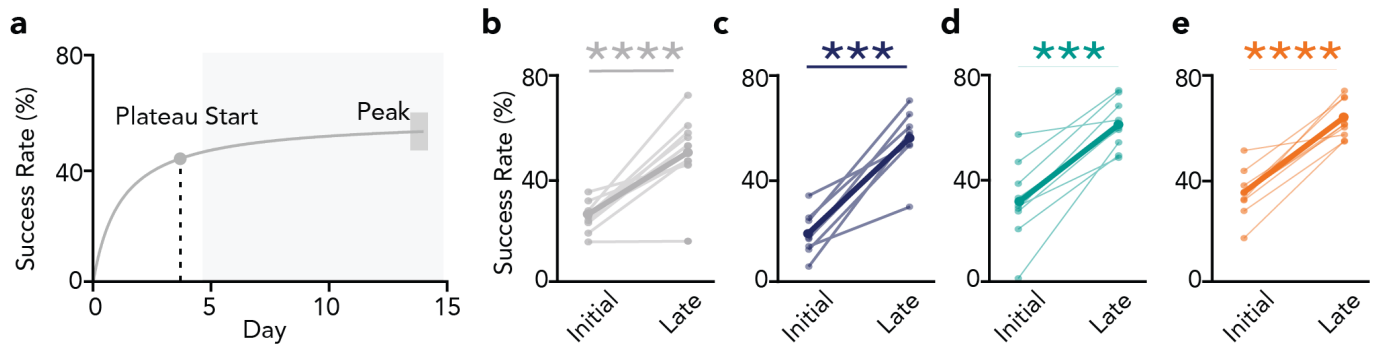 a
Success Rate (%)
80
40
0
Plateau Start
Peak
0 5 10 15
Day
b
****
Success Rate (%)
80
40
0
Initial Late
c
***
80
40
0
Initial Late
d
***
80
40
0
Initial Late
e
****
80
40
0
Initial Late